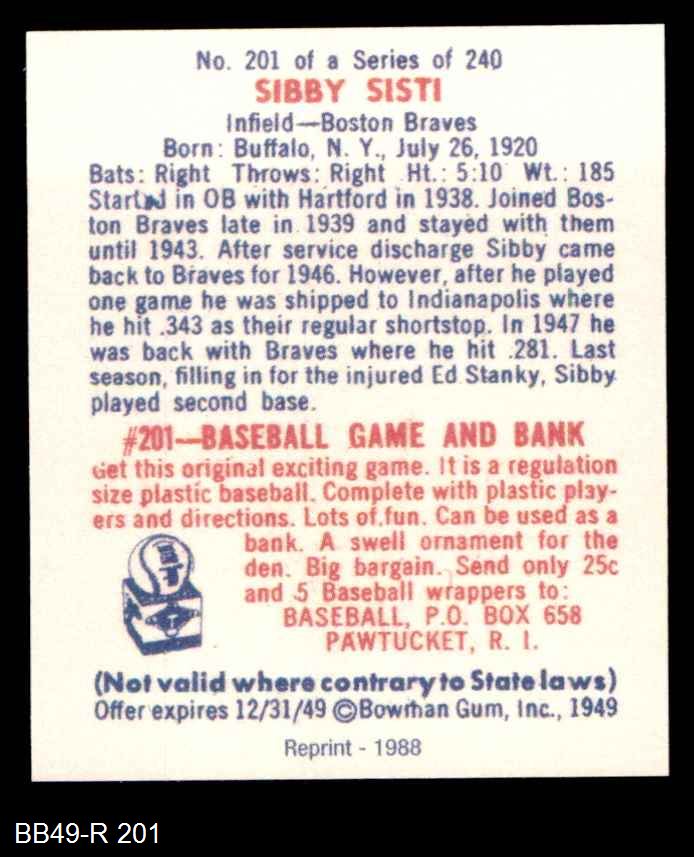 No. 201 of a Series of 240
SIBBY SISTI
Infield—Boston Braves
Born: Buffalo, N. Y., July 26, 1920
Bats: Right Throws: Right Ht.: 5:10 Wt.: 185
Started in OB with Hartford in 1938. Joined Bos-
ton Braves late in 1939 and stayed with them
until 1943. After service discharge Sibby came
back to Braves for 1946. However, after he played
one game he was shipped to Indianapolis where
he hit .343 as their regular shortstop. In 1947 he
was back with Braves where he hit .281. Last
season, filling in for the injured Ed Stanky, Sibby
played second base.
#201—BASEBALL GAME AND BANK
Get this original exciting game. It is a regulation
size plastic baseball. Complete with plastic play-
ers and directions. Lots of fun. Can be used as a
bank. A swell ornament for the
den. Big bargain. Send only 25c
and 5 Baseball wrappers to:
BASEBALL, P.O. BOX 658
PAWTUCKET, R. I.
(Not valid where contrary to State laws)
Offer expires 12/31/49 ©Bowman Gum, Inc., 1949
Reprint - 1988
BB49-R 201